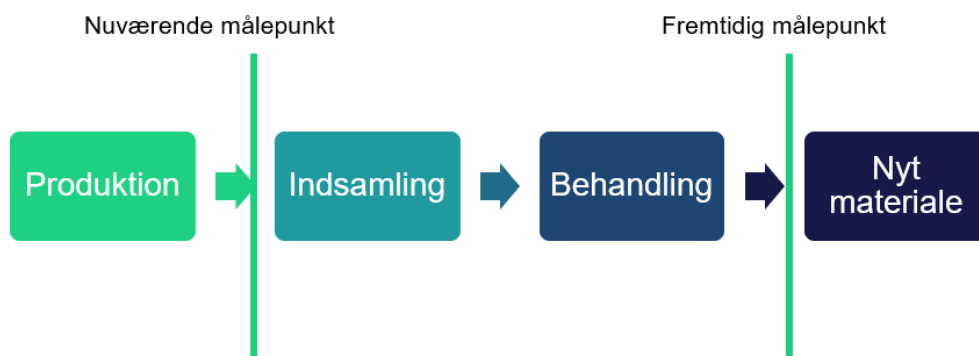 Nuværende målepunkt
Fremtidig målepunkt
Produktion
Indsamling
Behandling
Nyt
materiale